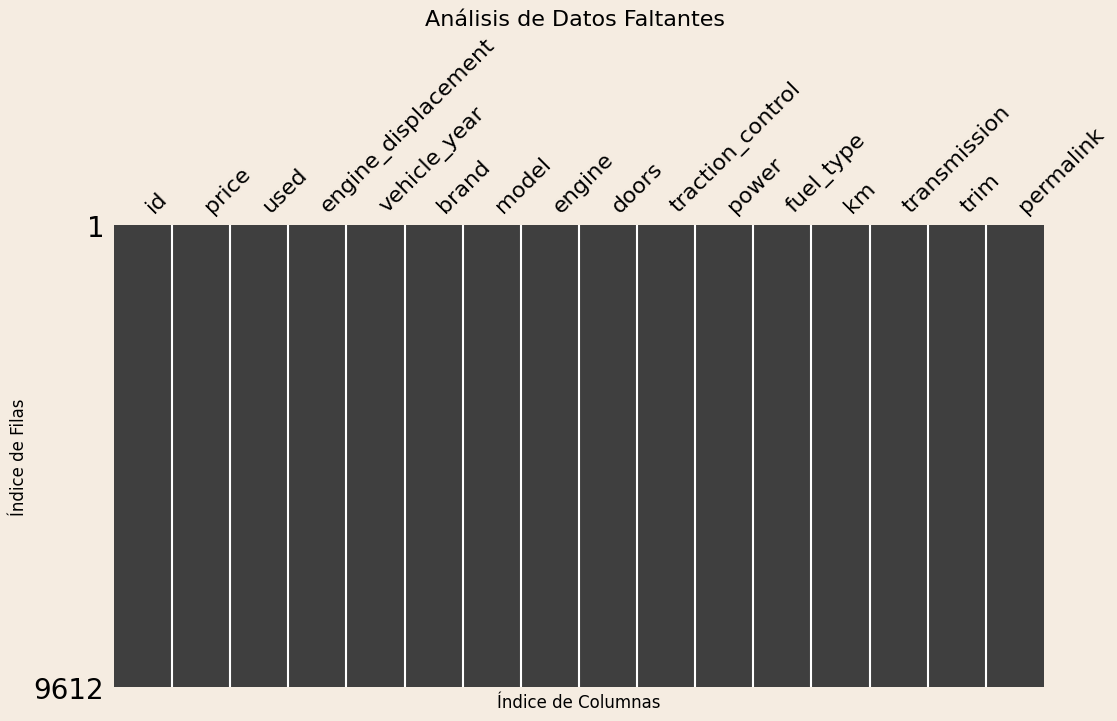 Análisis de Datos Faltantes
id
price
used
engine_displacement
vehicle_year
brand
model
engine
doors
traction_control
power
fuel_type
km
transmission
trim
permalink
1
Índice de Filas
9612
Índice de Columnas